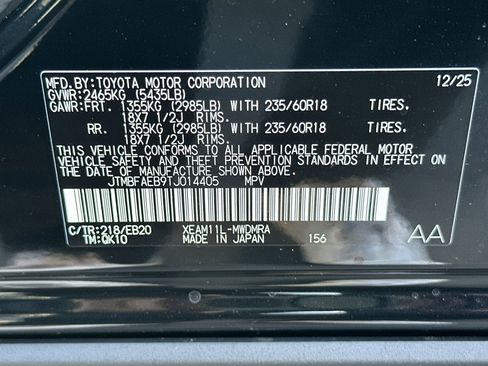 MFD.BY:TOYOTA MOTOR CORPORATION 12/25
GVWR:2465KG (5435LB)
GAWR:FRT. 1355KG (2985LB) WITH 235/60R18 TIRES.
18X7 1/2J RIMS.
RR. 1355KG (2985LB) WITH 235/60R18 TIRES.
18X7 1/2J RIMS.
THIS VEHICLE CONFORMS TO ALL APPLICABLE FEDERAL MOTOR
VEHICLE SAFETY AND THEFT PREVENTION STANDARDS IN EFFECT ON
THE DATE OF MANUFACTURE SHOWN ABOVE.
JTMBFAEB9TJ014405 MPV
C/TR:218/EB20 XEAM11L-MWDMRA
TM:QK10 MADE IN JAPAN 156 AA